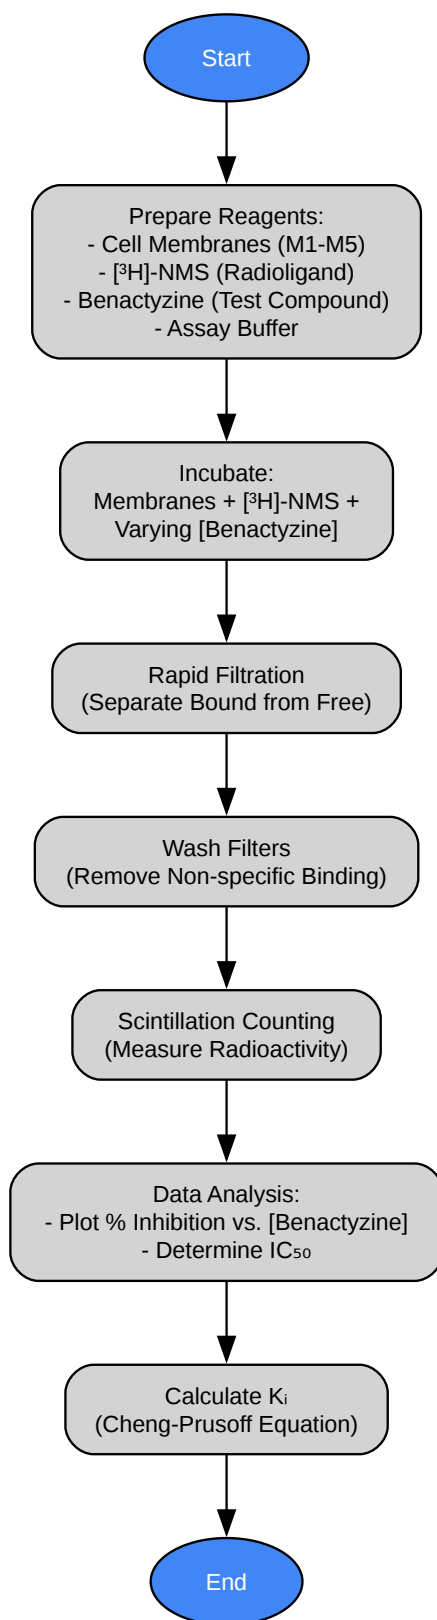 Start
Prepare Reagents:
- Cell Membranes (M1-M5)
- [³H]-NMS (Radioligand)
- Benactyzine (Test Compound)
- Assay Buffer
Incubate:
Membranes + [³H]-NMS +
Varying [Benactyzine]
Rapid Filtration
(Separate Bound from Free)
Wash Filters
(Remove Non-specific Binding)
Scintillation Counting
(Measure Radioactivity)
Data Analysis:
- Plot % Inhibition vs. [Benactyzine]
- Determine IC₅₀
Calculate Kᵢ
(Cheng-Prusoff Equation)
End